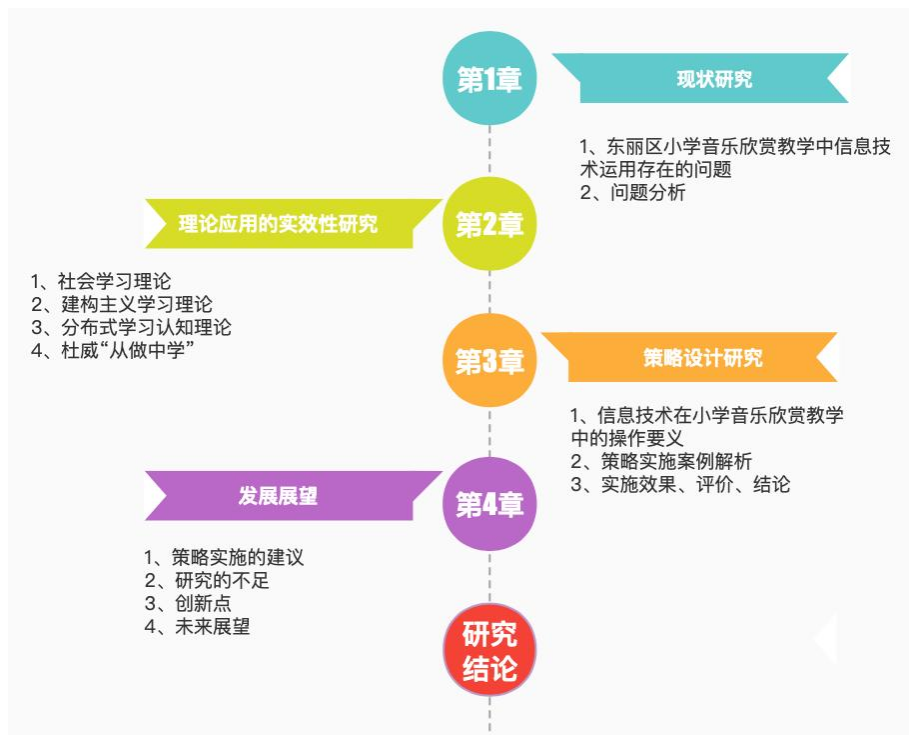 第1章
现状研究
1、东丽区小学音乐欣赏教学中信息技
术运用存在的问题
2、问题分析
第2章
理论应用的实效性研究
1、社会学习理论
2、建构主义学习理论
3、分布式学习认知理论
4、杜威“从做中学”
第3章
策略设计研究
1、信息技术在小学音乐欣赏教学
中的操作要义
2、策略实施案例解析
3、实施效果、评价、结论
第4章
发展展望
1、策略实施的建议
2、研究的不足
3、创新点
4、未来展望
研究
结论